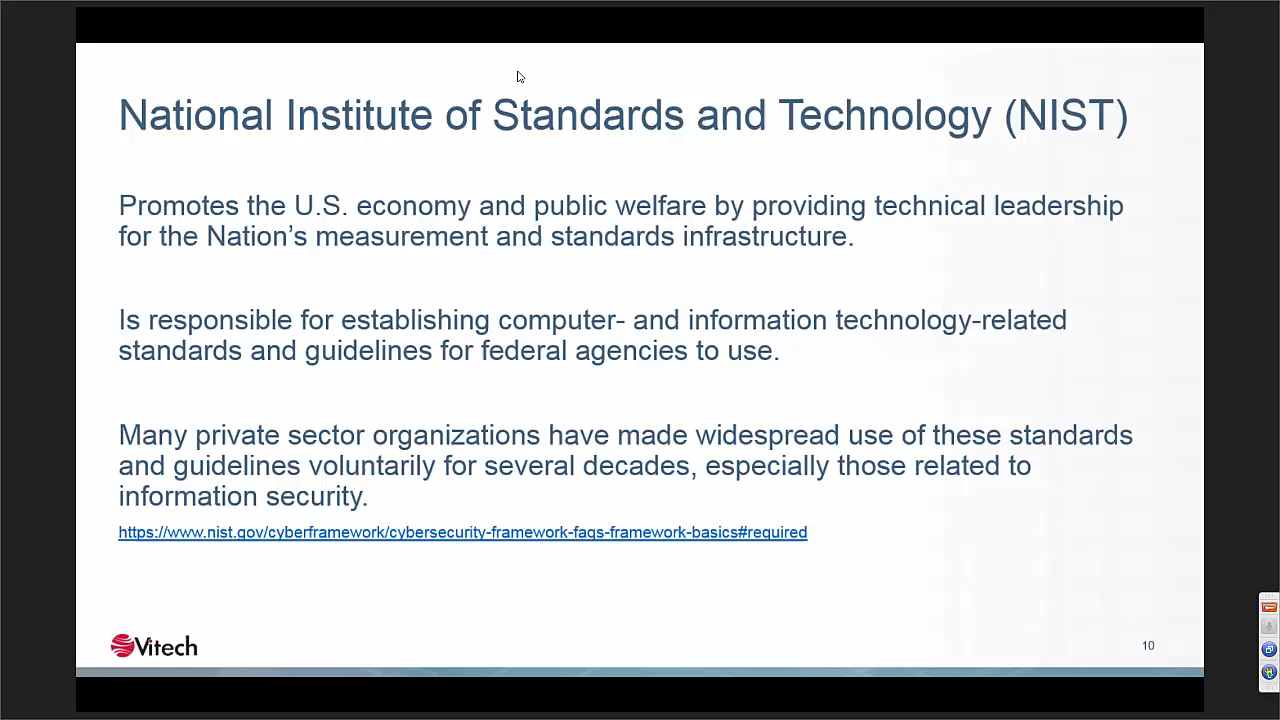 National Institute of Standards and Technology (NIST)
Promotes the U.S. economy and public welfare by providing technical leadership
for the Nation’s measurement and standards infrastructure.
Is responsible for establishing computer- and information technology-related
standards and guidelines for federal agencies to use.
Many private sector organizations have made widespread use of these standards
and guidelines voluntarily for several decades, especially those related to
information security.
https://www.nist.gov/cyberframework/cybersecurity-framework-faqs-framework-basics#required
Vitech
10